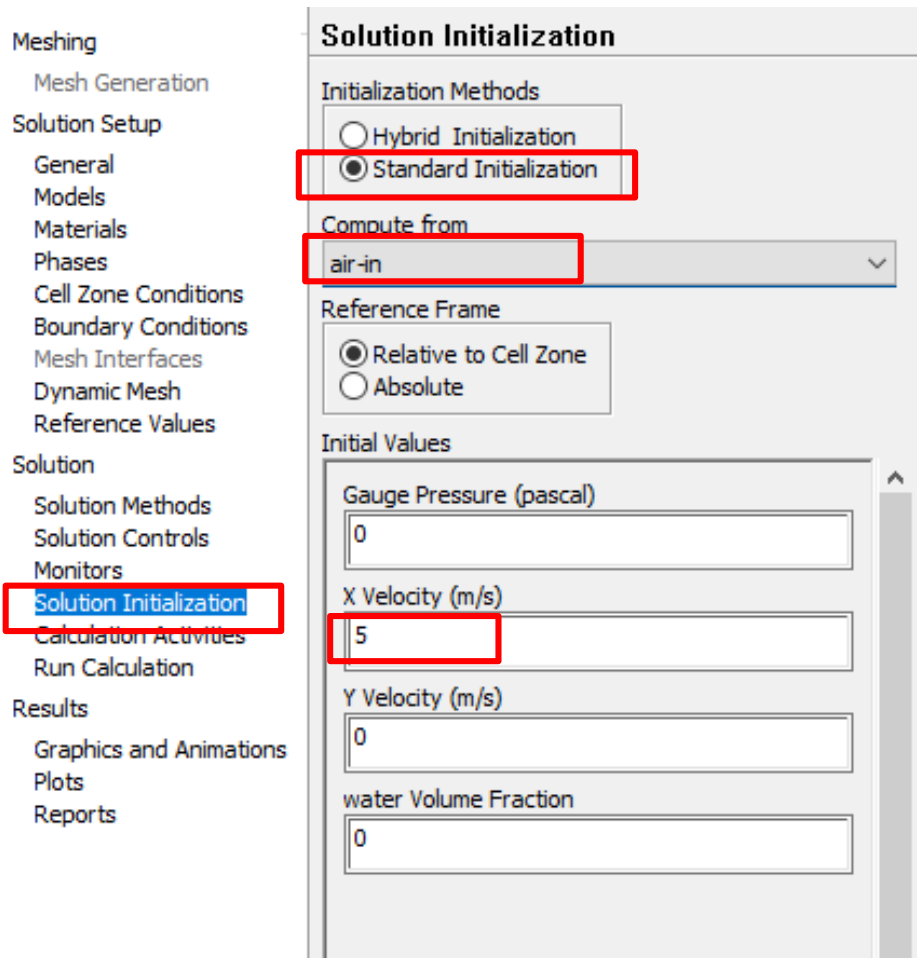 Meshing
Mesh Generation
Solution Setup
General
Models
Materials
Phases
Cell Zone Conditions
Boundary Conditions
Mesh Interfaces
Dynamic Mesh
Reference Values
Solution
Solution Methods
Solution Controls
Monitors
Solution Initialization
Calculation Activities
Run Calculation
Results
Graphics and Animations
Plots
Reports
Solution Initialization
Initialization Methods
Hybrid Initialization
Standard Initialization
Compute from
air-in
Reference Frame
Relative to Cell Zone
Absolute
Initial Values
Gauge Pressure (pascal)
0
X Velocity (m/s)
5
Y Velocity (m/s)
0
water Volume Fraction
0